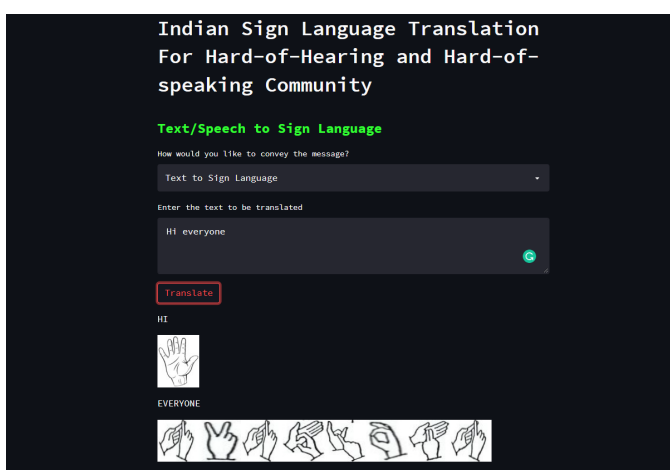 Indian Sign Language Translation
For Hard-of-Hearing and Hard-of-
speaking Community
Text/Speech to Sign Language
How would you like to convey the message?
Text to Sign Language
Enter the text to be translated
Hi everyone
Translate
HI
EVERYONE